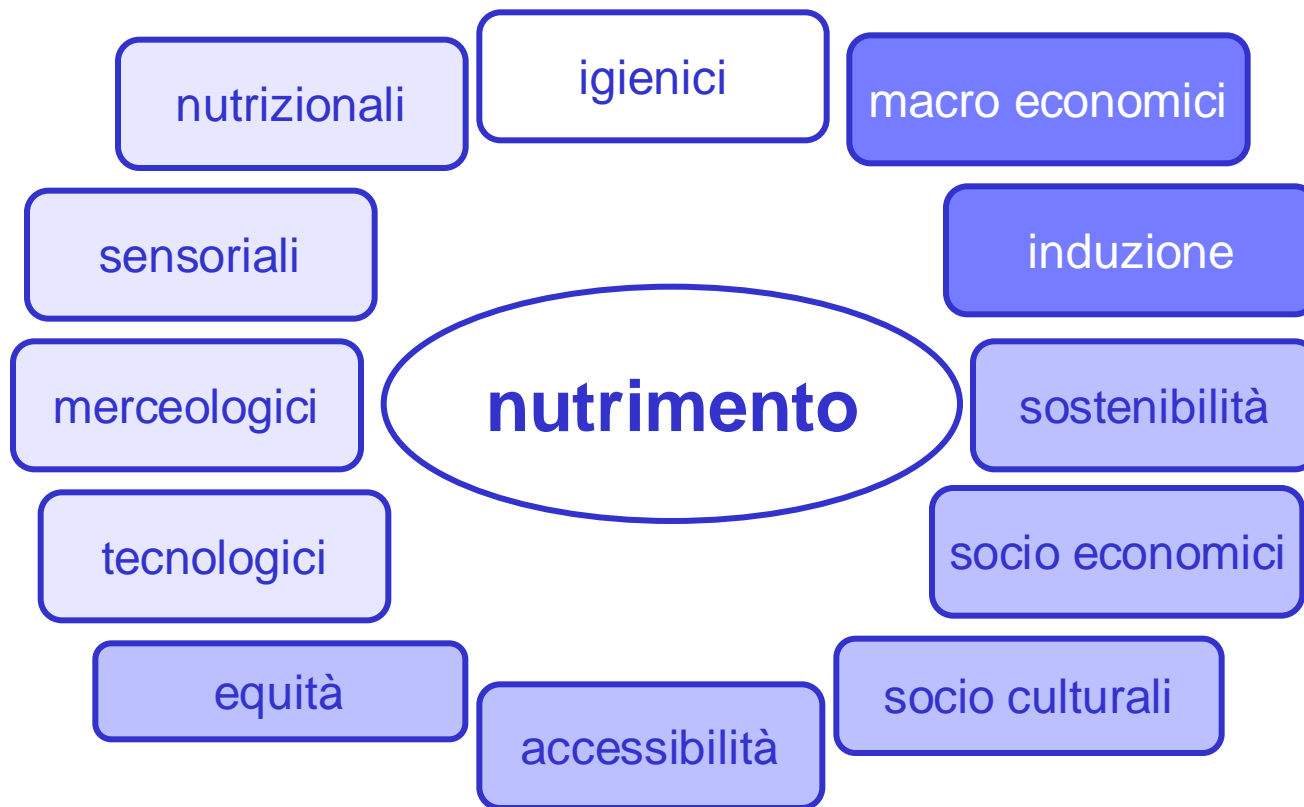 igienici
nutrizionali
macro economici
sensoriali
induzione
merceologici
nutrimento
sostenibilità
tecnologici
socio economici
equità
socio culturali
accessibilità